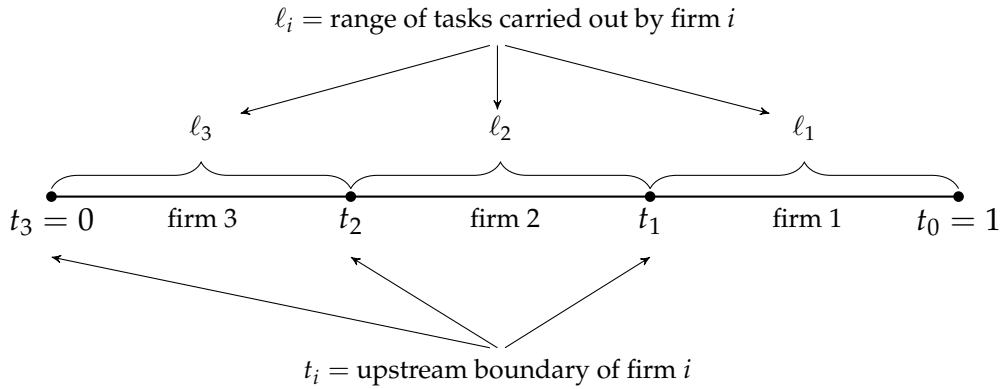 ℓ_i = range of tasks carried out by firm i
ℓ_3 ℓ_2 ℓ_1
t_3 = 0 firm 3 t_2 firm 2 t_1 firm 1 t_0 = 1
t_i = upstream boundary of firm i